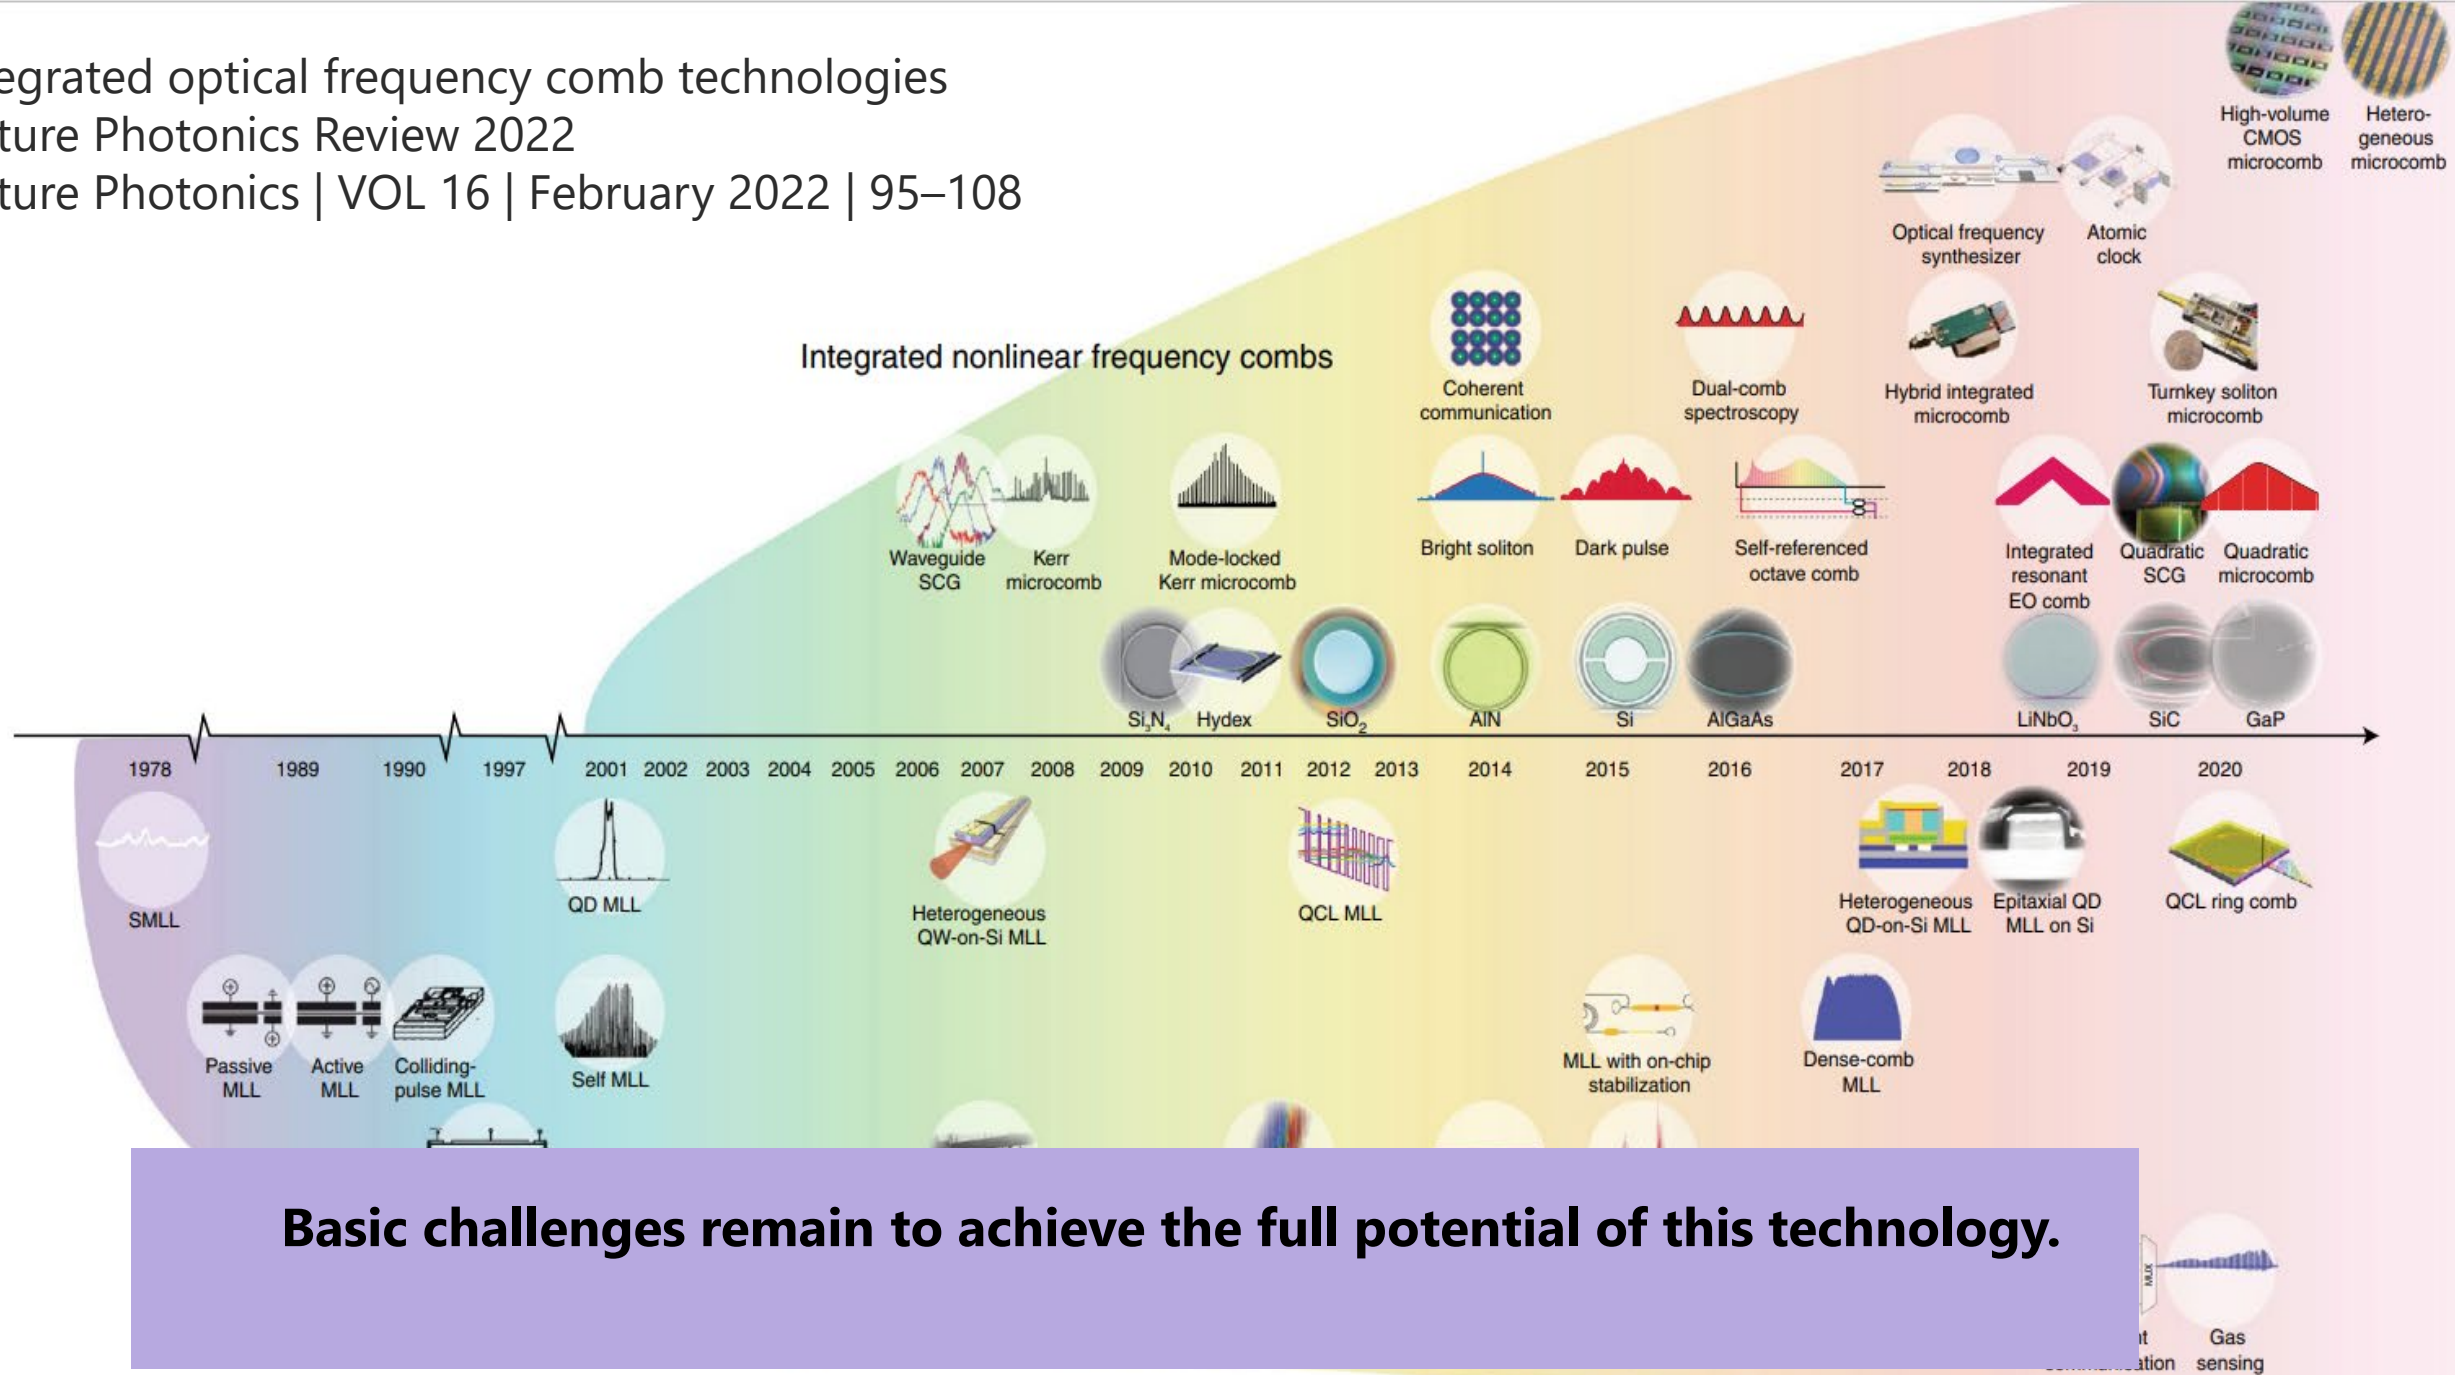 egrated optical frequency comb technologies
ture Photonics Review 2022
ture Photonics | VOL 16 | February 2022 | 95–108
High-volume
CMOS
microcomb
Hetero-
geneous
microcomb
Optical frequency
synthesizer
Atomic
clock
Integrated nonlinear frequency combs
Coherent
communication
Dual-comb
spectroscopy
Hybrid integrated
microcomb
Turnkey soliton
microcomb
Waveguide
SCG
Kerr
microcomb
Mode-locked
Kerr microcomb
Bright soliton
Dark pulse
Self-referenced
octave comb
Integrated
resonant
EO comb
Quadratic
SCG
Quadratic
microcomb
Si₃N₄
Hydex
SiO₂
AlN
Si
AlGaAs
LiNbO₃
SiC
GaP
1978 1989 1990 1997 2001 2002 2003 2004 2005 2006 2007 2008 2009 2010 2011 2012 2013 2014 2015 2016 2017 2018 2019 2020
SMLL
QD MLL
Heterogeneous
QW-on-Si MLL
QCL MLL
Heterogeneous
QD-on-Si MLL
Epitaxial QD
MLL on Si
QCL ring comb
Passive
MLL
Active
MLL
Colliding-
pulse MLL
Self MLL
MLL with on-chip
stabilization
Dense-comb
MLL
Basic challenges remain to achieve the full potential of this technology.
MUX
nt
ation
Gas
sensing